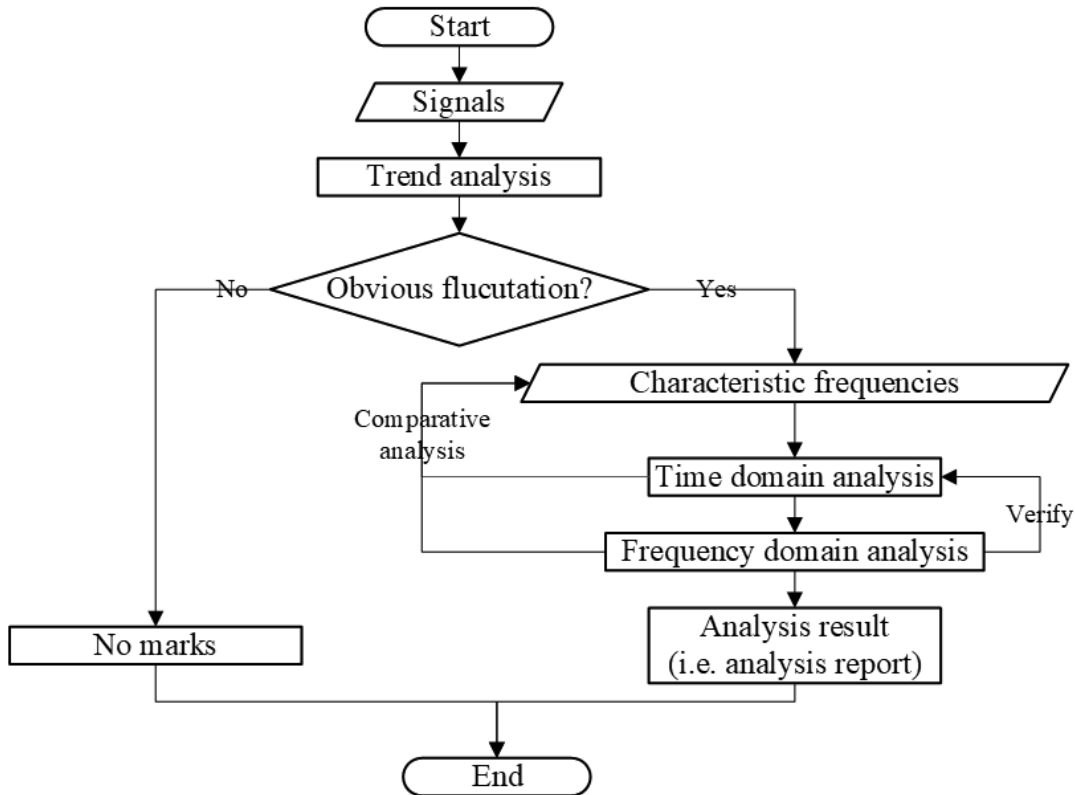 Start
Signals
Trend analysis
Obvious flucutation?
No
Yes
Characteristic frequencies
Comparative
analysis
Time domain analysis
Verify
Frequency domain analysis
No marks
Analysis result
(i.e. analysis report)
End